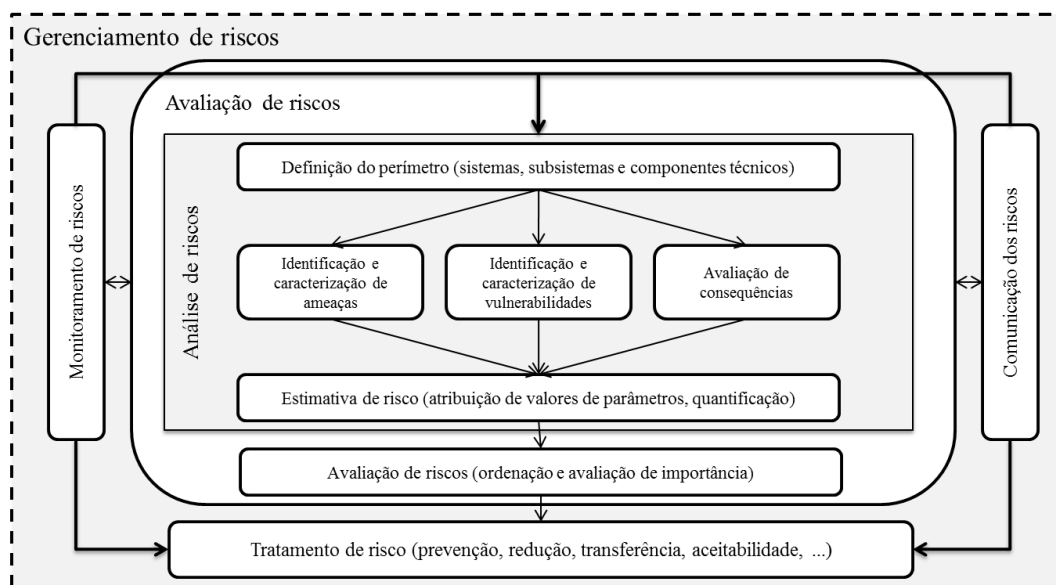 Gerenciamento de riscos
Avaliação de riscos
Monitoramento de riscos
Análise de riscos
Definição do perímetro (sistemas, subsistemas e componentes técnicos)
Identificação e
caracterização de
ameaças
Identificação e
caracterização de
vulnerabilidades
Avaliação de
consequências
Estimativa de risco (atribuição de valores de parâmetros, quantificação)
Avaliação de riscos (ordenação e avaliação de importância)
Tratamento de risco (prevenção, redução, transferência, aceitabilidade, ...)
Comunicação dos riscos